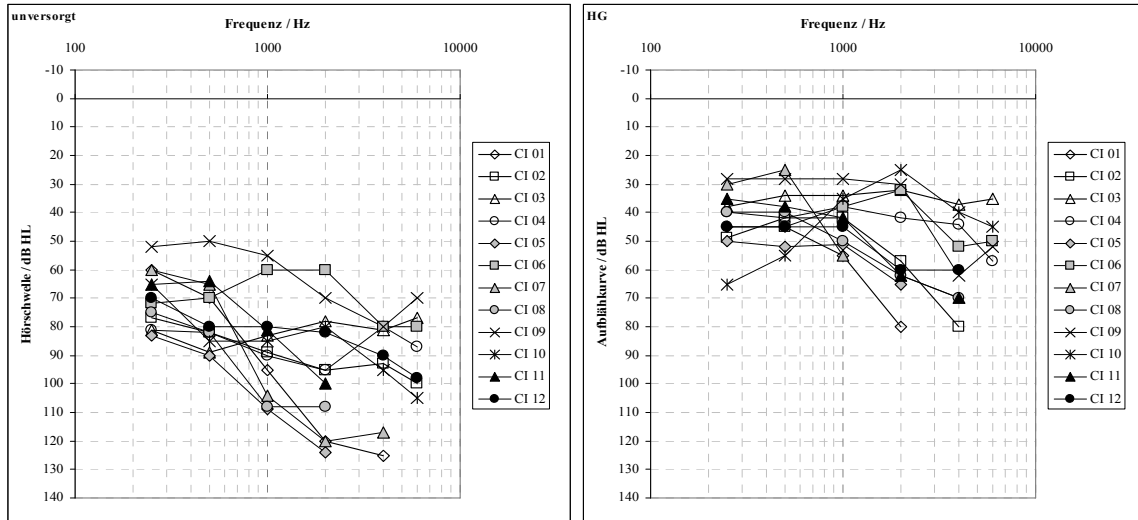 unversorgt
Frequenz / Hz
100 1000 10000
Hörschwelle / dB HL
-10
0
10
20
30
40
50
60
70
80
90
100
110
120
130
140
CI 01
CI 02
CI 03
CI 04
CI 05
CI 06
CI 07
CI 08
CI 09
CI 10
CI 11
CI 12
HG
Frequenz / Hz
100 1000 10000
Aufblähkurve / dB HL
-10
0
10
20
30
40
50
60
70
80
90
100
110
120
130
140
CI 01
CI 02
CI 03
CI 04
CI 05
CI 06
CI 07
CI 08
CI 09
CI 10
CI 11
CI 12